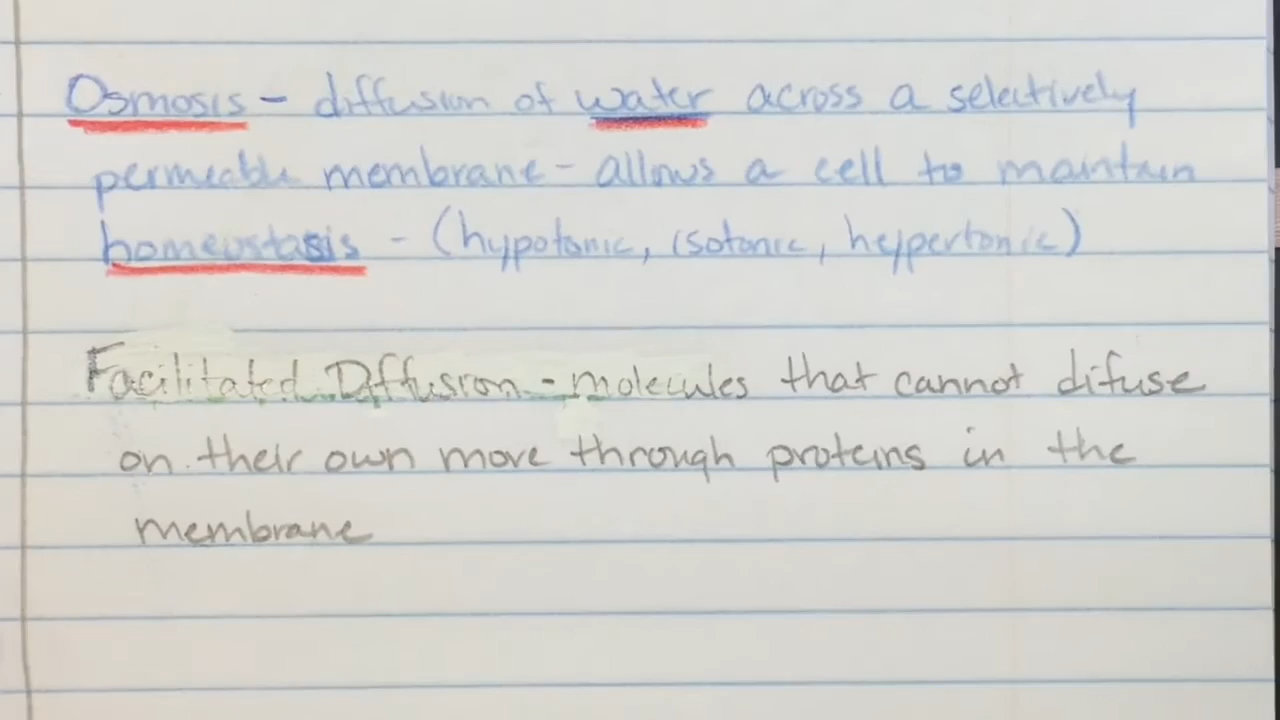 Osmosis - diffusion of water across a selectively
permeable membrane - allows a cell to maintain
homeostasis - (hypotonic, isotonic, hypertonic)
Facilitated Diffusion - molecules that cannot difuse
on their own move through proteins in the
membrane